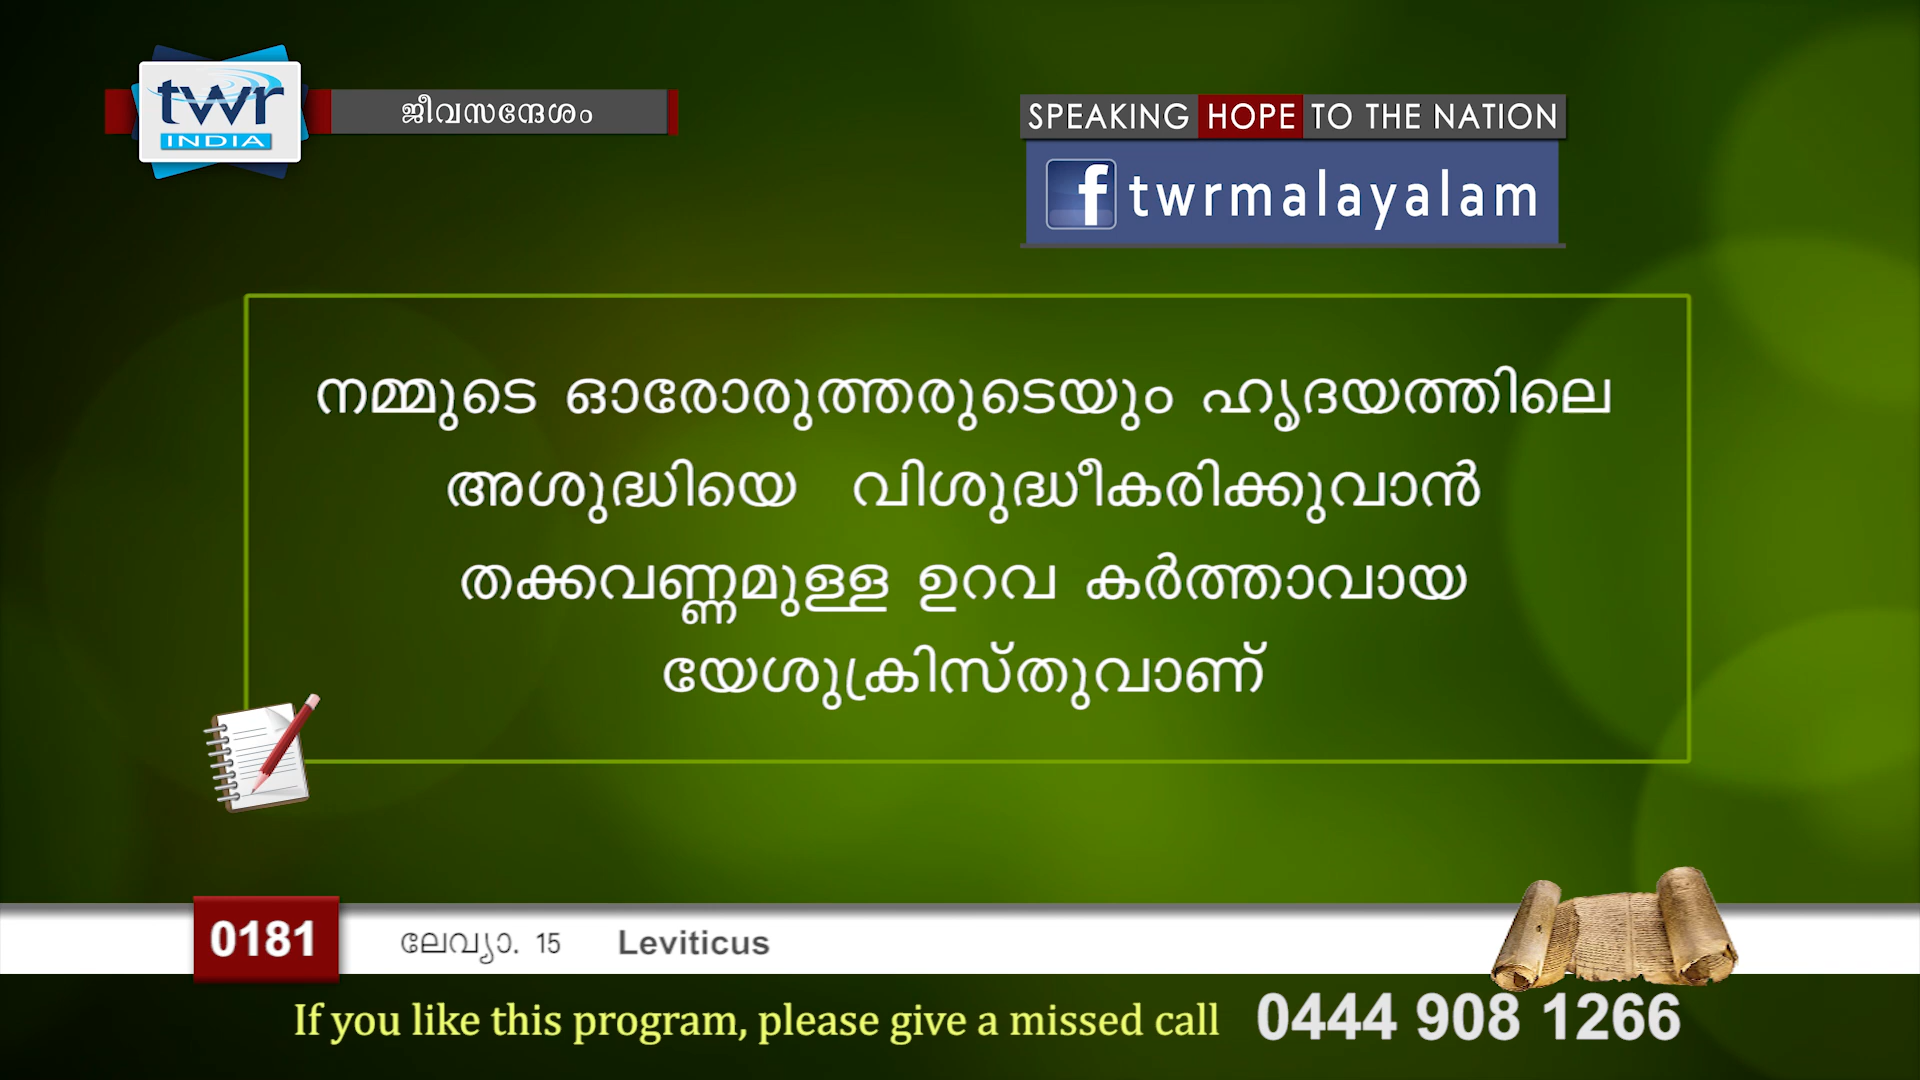 twr
INDIA
ജീവസന്ദേശം
SPEAKING HOPE TO THE NATION
f twrmalayalam
നമ്മുടെ ഓരോരുത്തരുടെയും ഹൃദയത്തിലെ
അശുദ്ധിയെ വിശുദ്ധീകരിക്കുവാൻ
തക്കവണ്ണമുള്ള ഉറവ കർത്താവായ
യേശുക്രിസ്തുവാണ്
0181 ലേവ്യാ. 15 Leviticus
If you like this program, please give a missed call 0444 908 1266